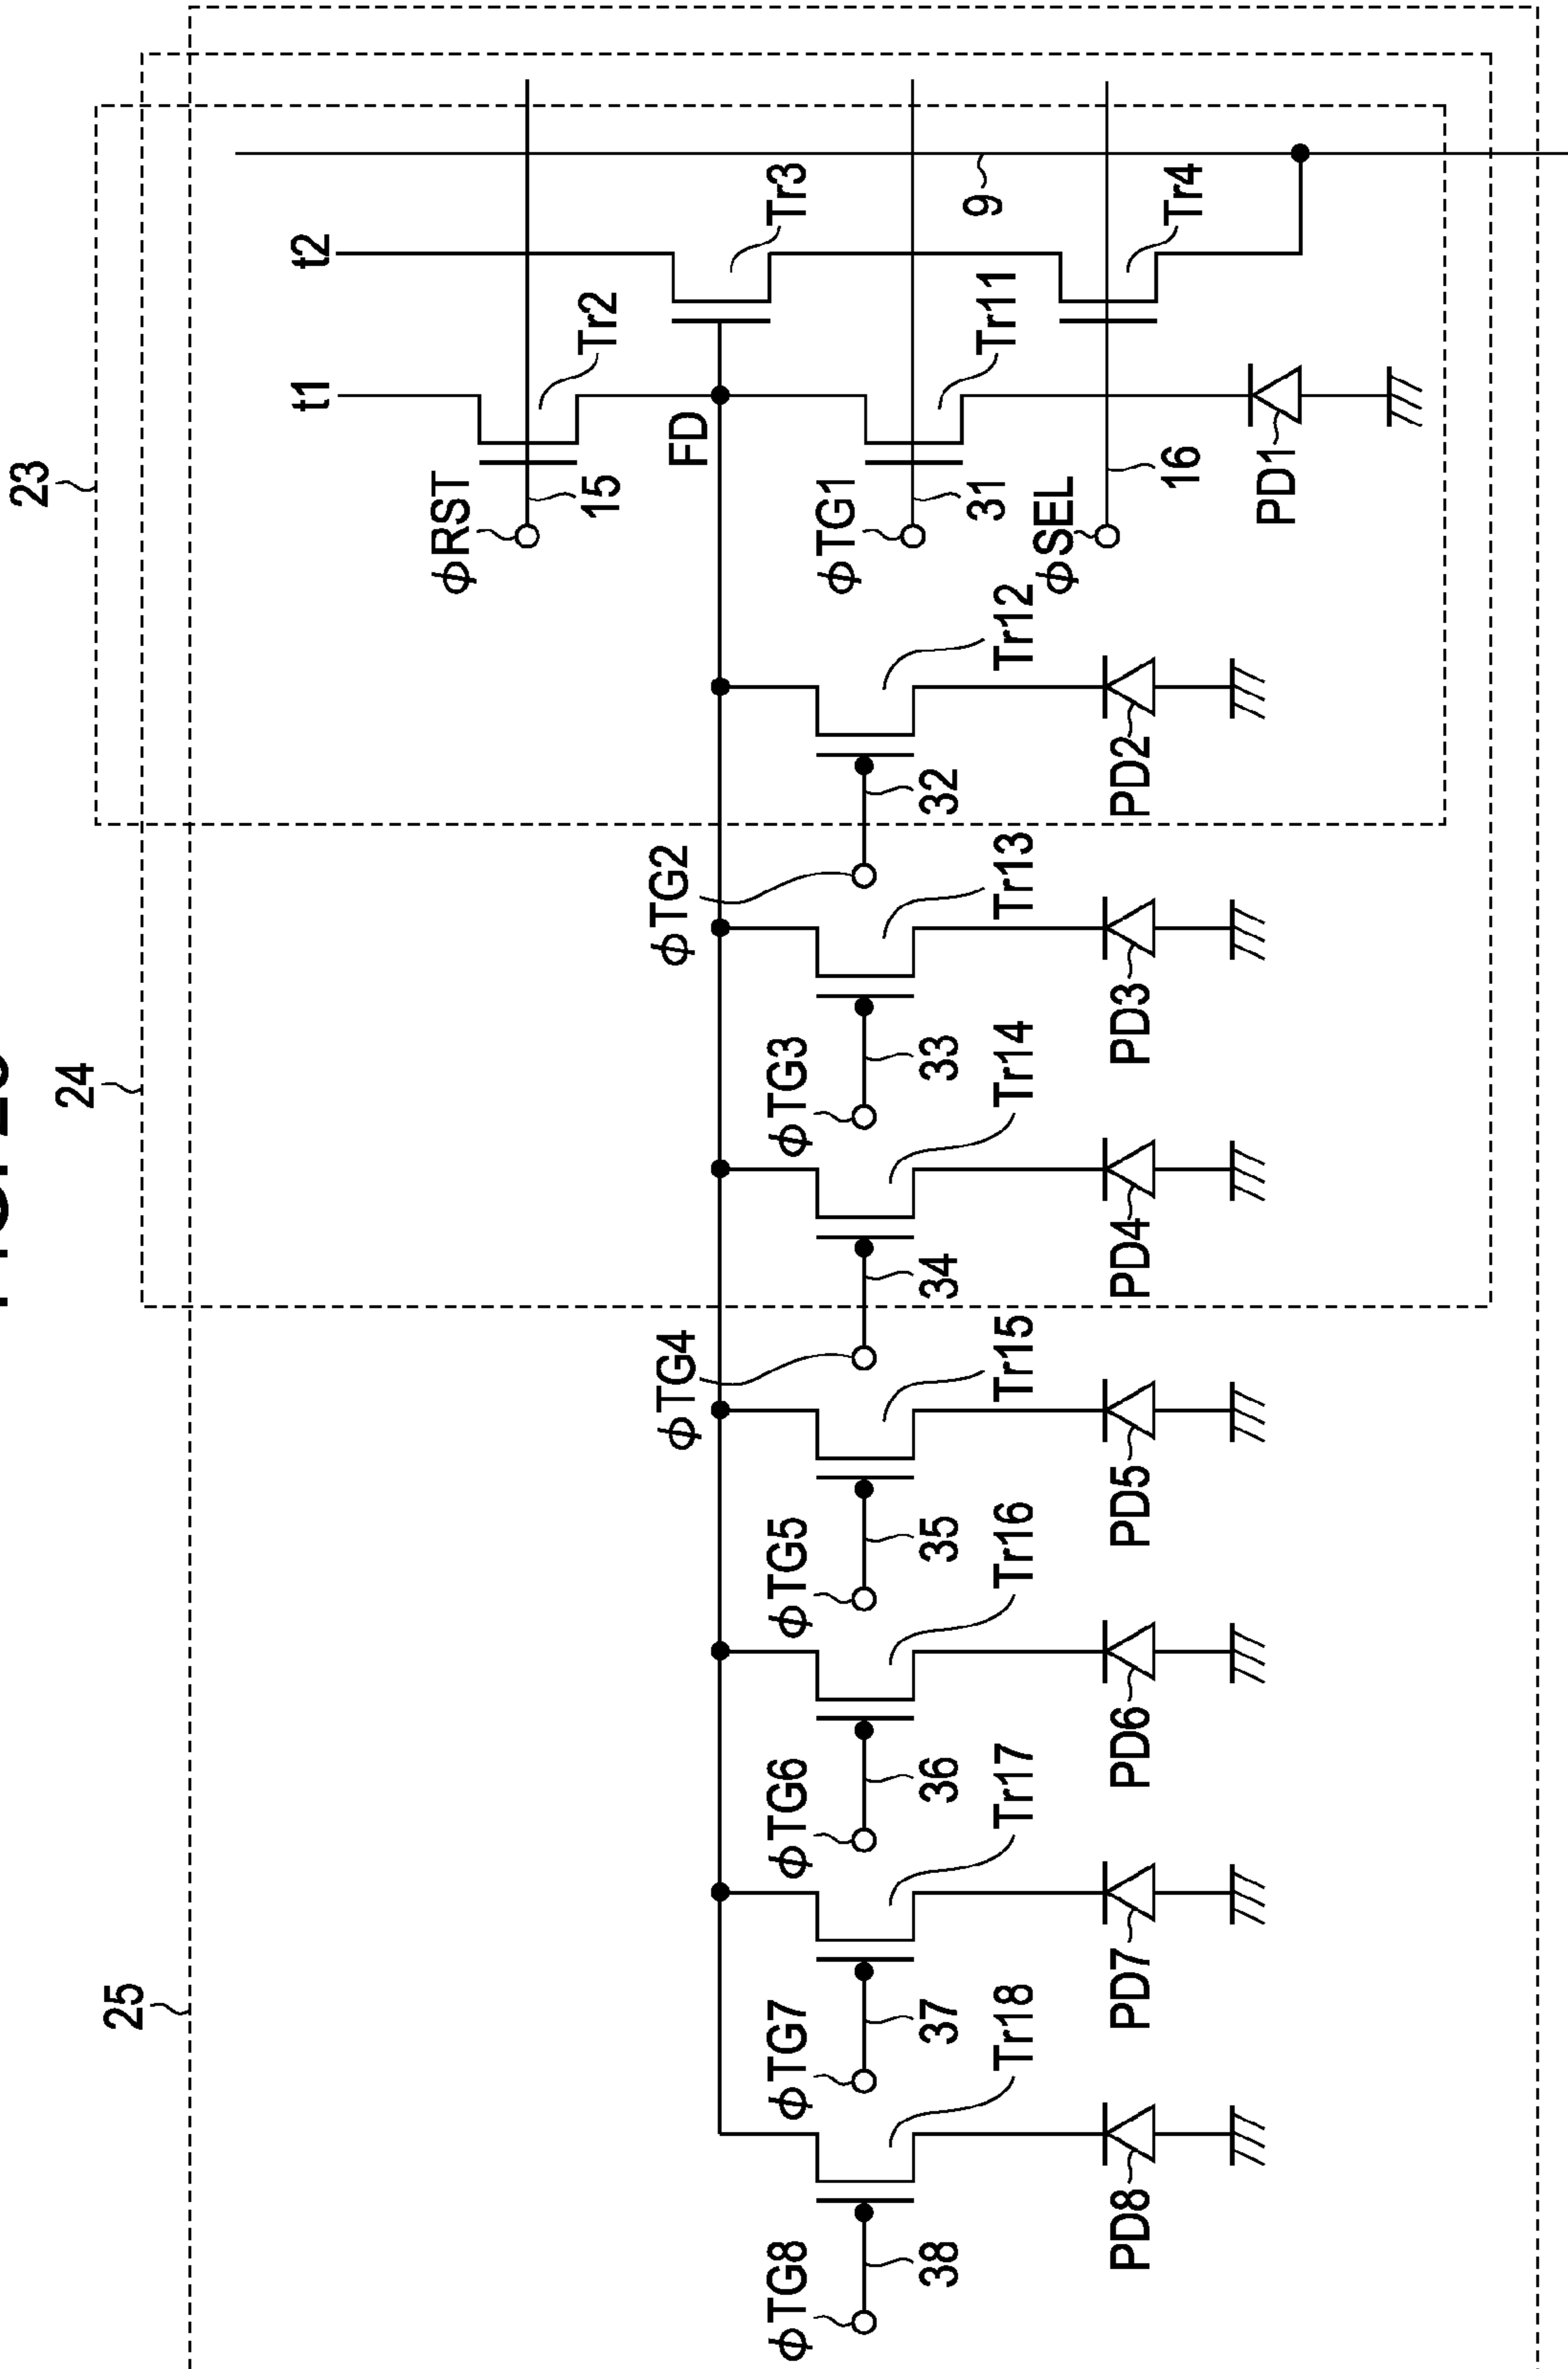 t2
t1
23
Tr3
9
Tr4
Tr2
Tr11
FD
φRST
15
φTG1
31
φSEL
16
PD1
Tr12
φTG2
32
PD2
24
Tr13
φTG3
33
PD3
Tr14
φTG4
34
PD4
Tr15
φTG5
35
PD5
Tr16
φTG6
36
PD6
25
Tr17
φTG7
37
PD7
Tr18
φTG8
38
PD8